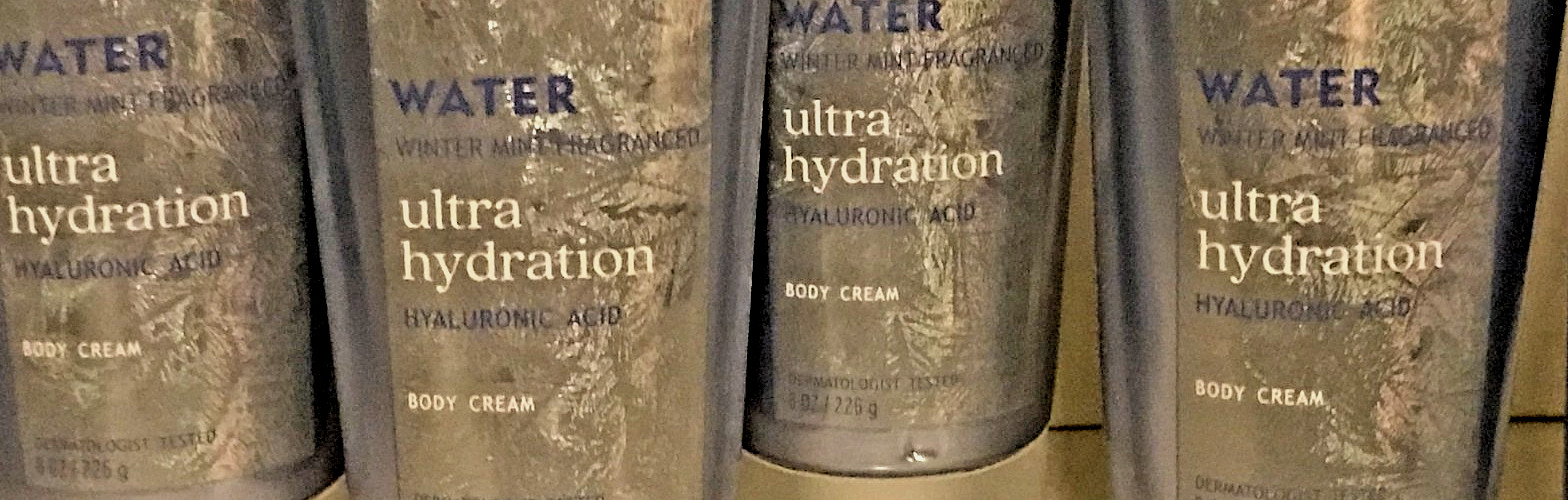 WATER
WINTER MINT FRAGRANCED
ultra
hydration
HYALURONIC ACID
BODY CREAM
DERMATOLOGIST TESTED
8 OZ / 226 g
WATER
WINTER MINT FRAGRANCED
ultra
hydration
HYALURONIC ACID
BODY CREAM
WATER
WINTER MINT FRAGRANCED
ultra
hydration
HYALURONIC ACID
BODY CREAM
DERMATOLOGIST TESTED
8 OZ / 226 g
WATER
WINTER MINT FRAGRANCED
ultra
hydration
HYALURONIC ACID
BODY CREAM
DERMATOLOGIST TESTED